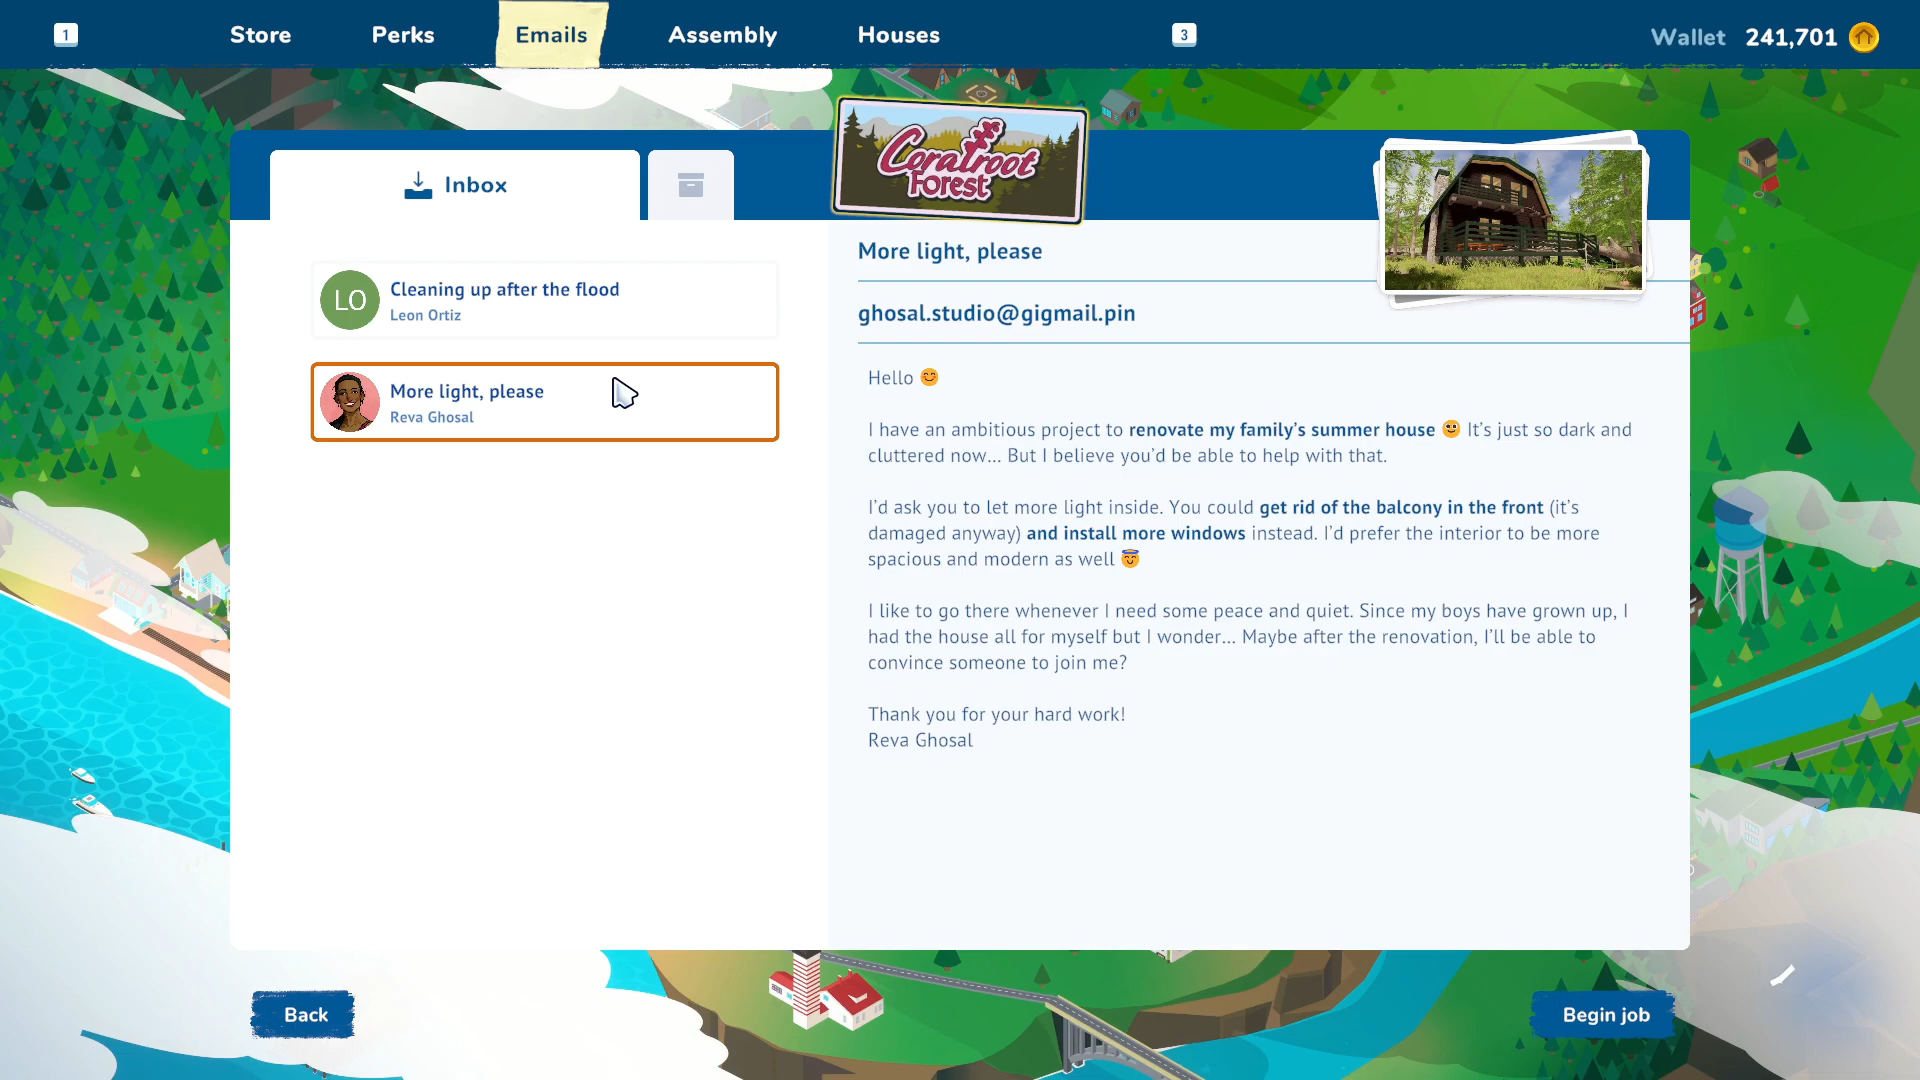 1 Store Perks Emails Assembly Houses 3 Wallet 241,701
Coralroot
Forest
Inbox
Cleaning up after the flood
LO
Leon Ortiz
More light, please
Reva Ghosal
More light, please
ghosal.studio@gigmail.pin
Hello 😊
I have an ambitious project to renovate my family's summer house 😊 It's just so dark and
cluttered now... But I believe you'd be able to help with that.
I'd ask you to let more light inside. You could get rid of the balcony in the front (it's
damaged anyway) and install more windows instead. I'd prefer the interior to be more
spacious and modern as well 😇
I like to go there whenever I need some peace and quiet. Since my boys have grown up, I
had the house all for myself but I wonder... Maybe after the renovation, I'll be able to
convince someone to join me?
Thank you for your hard work!
Reva Ghosal
Back
Begin job